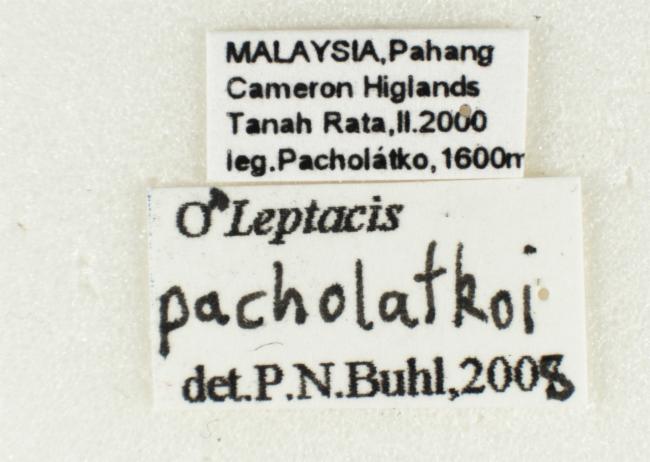 MALAYSIA,Pahang
Cameron Higlands
Tanah Rata,II.2000
leg.Pacholátko,1600m
♂Leptacis
pacholatkoi
det.P.N.Buhl,2008